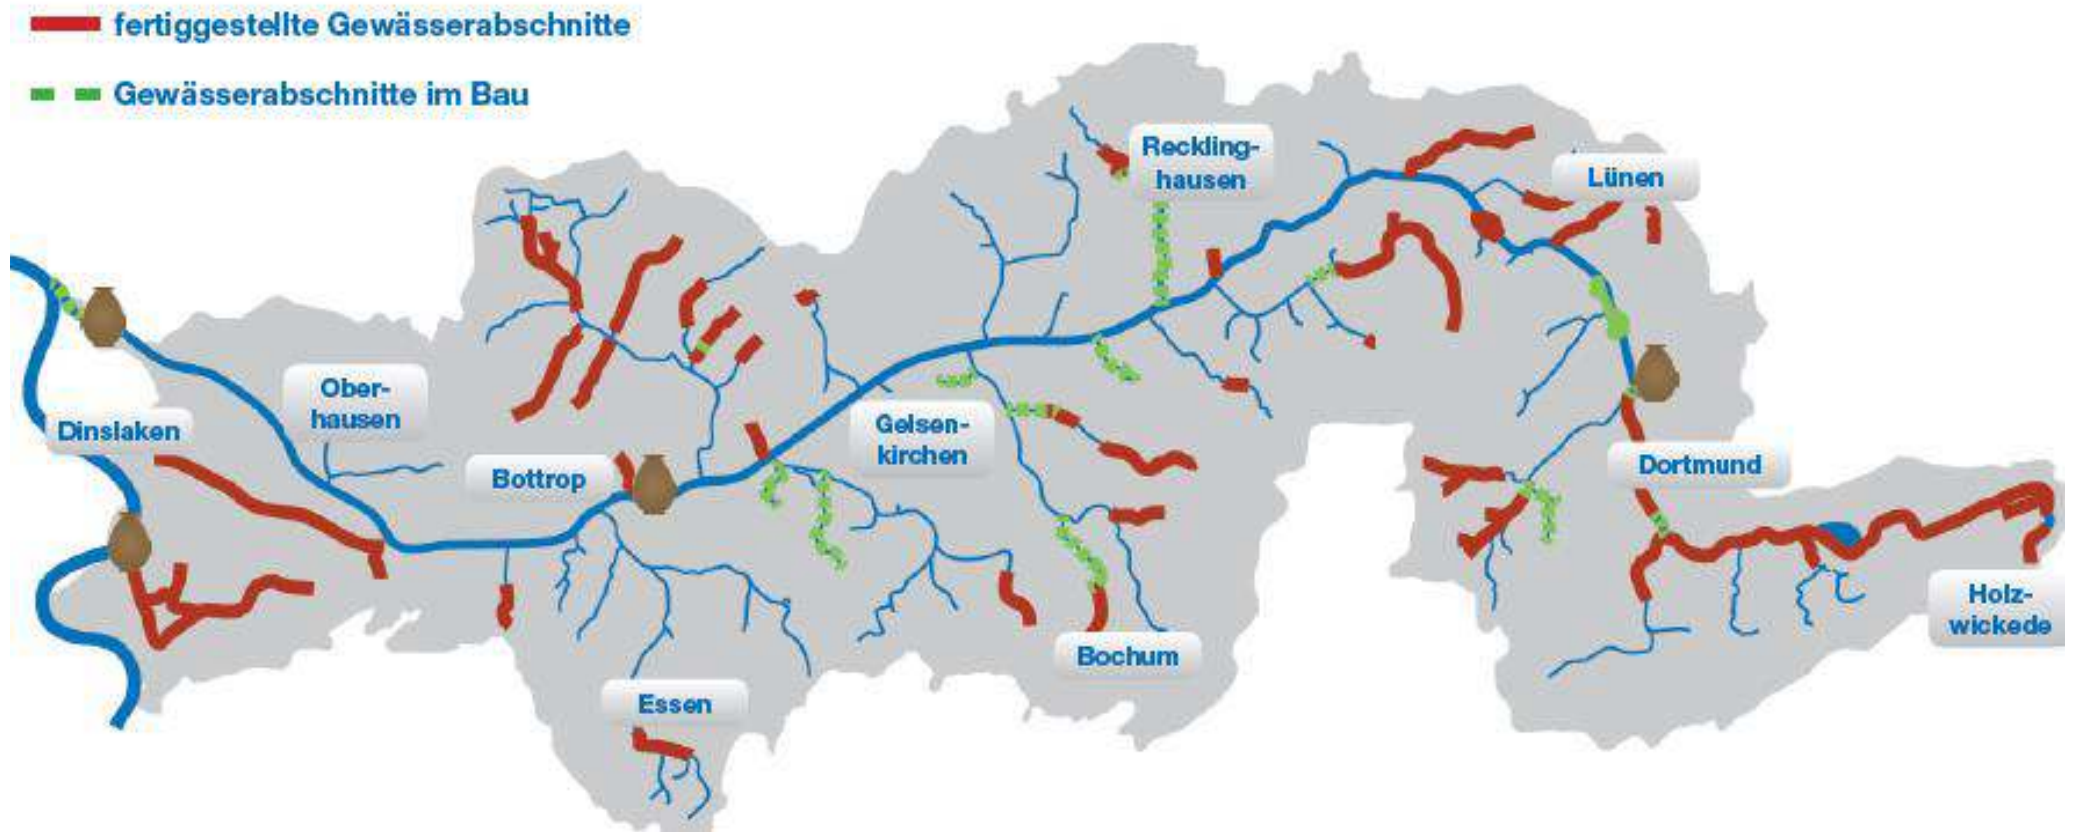 fertiggestellte Gewässerabschnitte
Gewässerabschnitte im Bau
Reckling-
hausen
Lünen
Ober-
hausen
Dinslaken
Gelsen-
kirchen
Bottrop
Dortmund
Holz-
wickede
Bochum
Essen